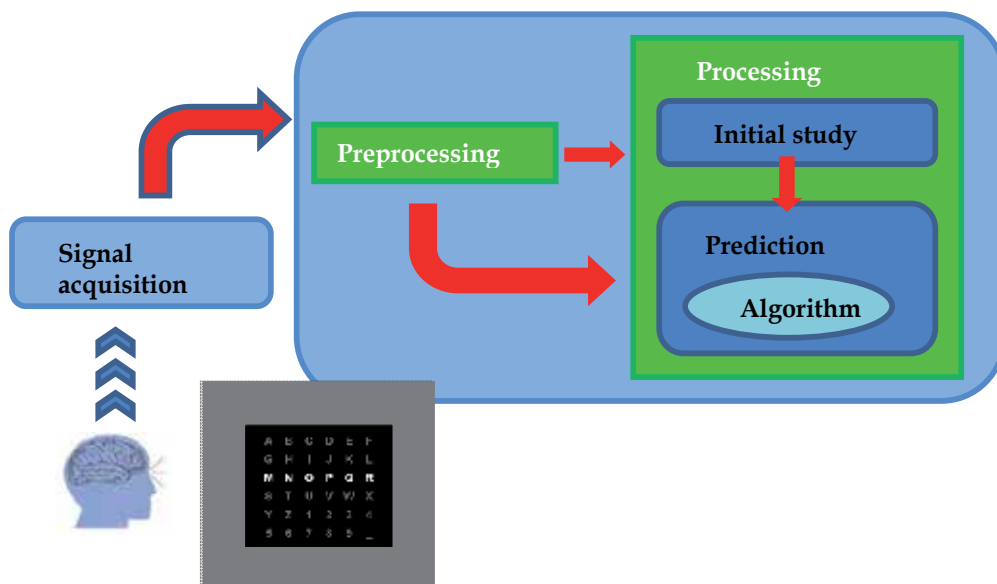 Processing
Initial study
Preprocessing
Prediction
Algorithm
Signal
acquisition
A B C D E F
G H I J K L
M N O P Q R
S T U V W X
Y Z 1 2 3 4
5 6 7 8 9 _